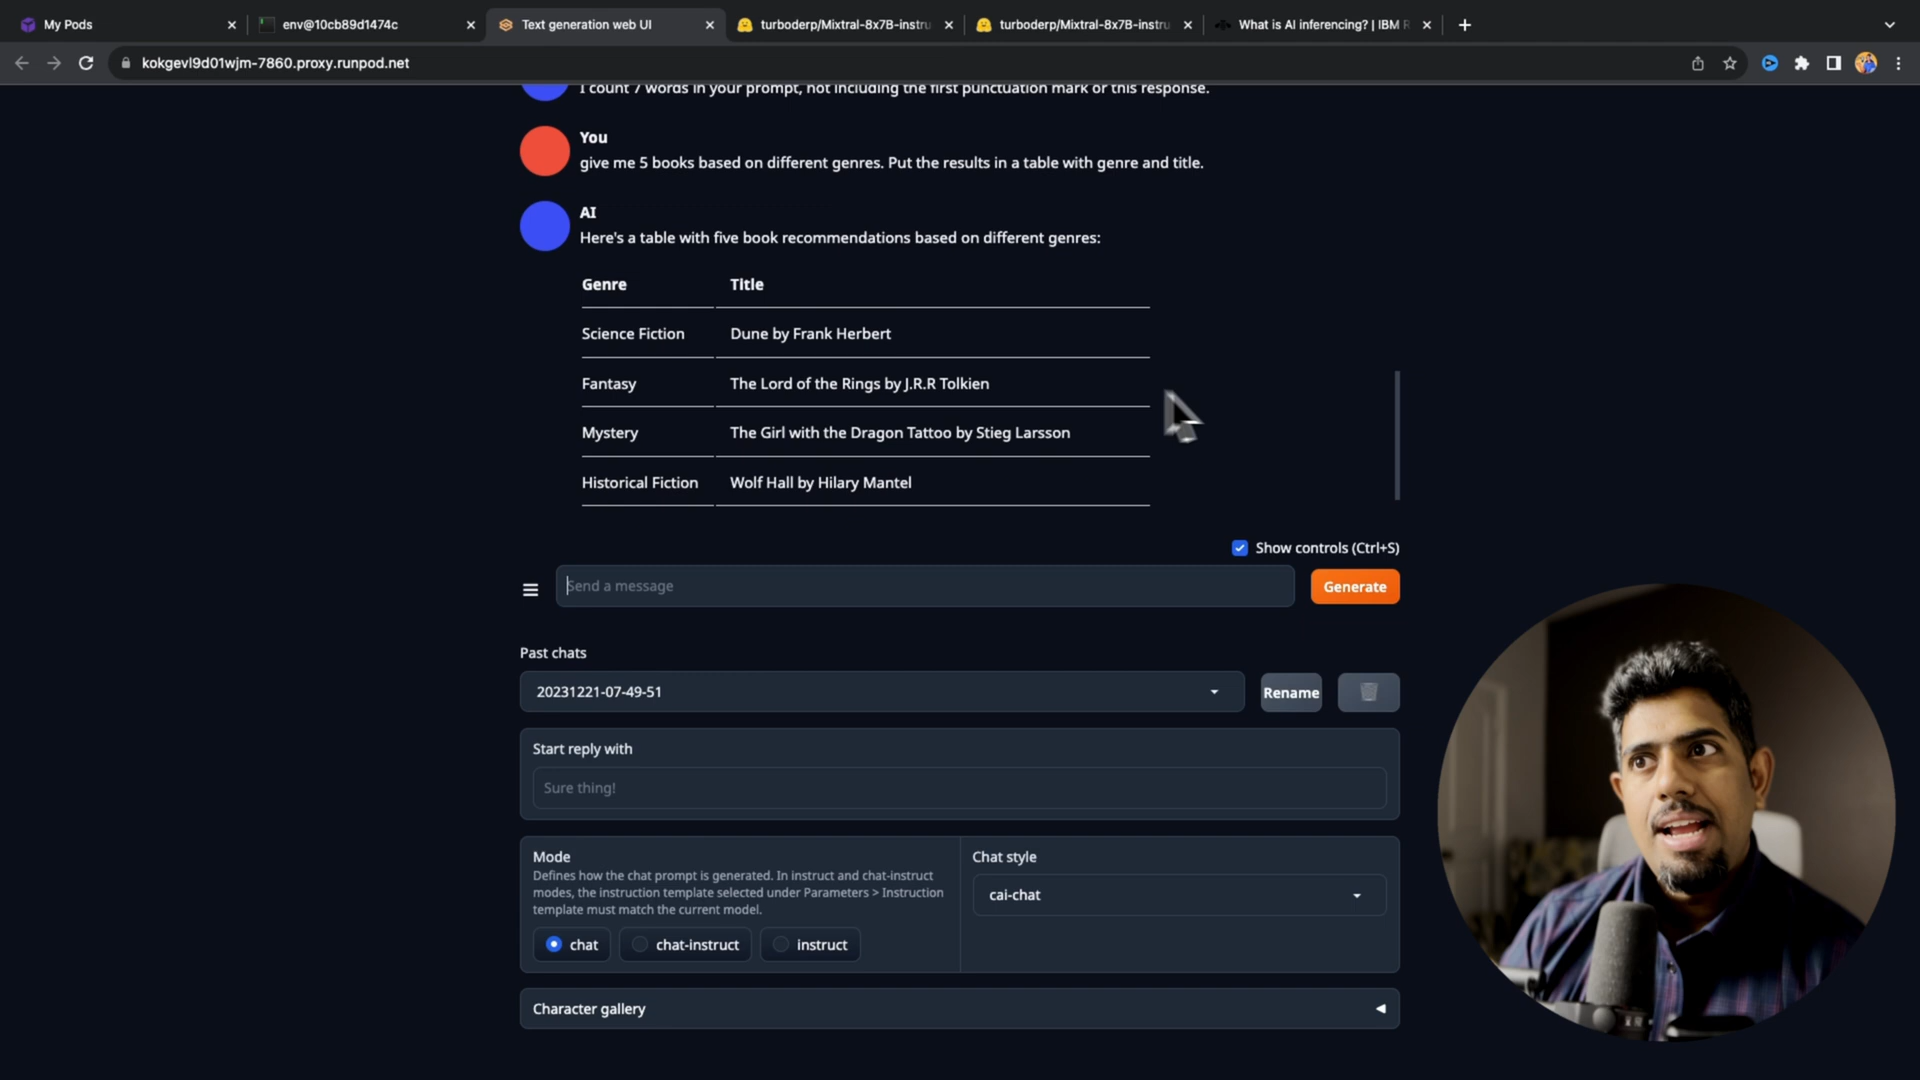 My Pods
env@10cb89d1474c
Text generation web UI
turboderp/Mixtral-8x7B-instru
turboderp/Mixtral-8x7B-instru
What is AI inferencing? | IBM R
kokgevl9d01wjm-7860.proxy.runpod.net
I count 7 words in your prompt, not including the first punctuation mark or this response.
You
give me 5 books based on different genres. Put the results in a table with genre and title.
AI
Here's a table with five book recommendations based on different genres:
Genre Title
Science Fiction Dune by Frank Herbert
Fantasy The Lord of the Rings by J.R.R Tolkien
Mystery The Girl with the Dragon Tattoo by Stieg Larsson
Historical Fiction Wolf Hall by Hilary Mantel
Show controls (Ctrl+S)
Send a message
Generate
Past chats
20231221-07-49-51
Rename
Start reply with
Sure thing!
Mode
Defines how the chat prompt is generated. In instruct and chat-instruct
modes, the instruction template selected under Parameters > Instruction
template must match the current model.
chat chat-instruct instruct
Chat style
cai-chat
Character gallery